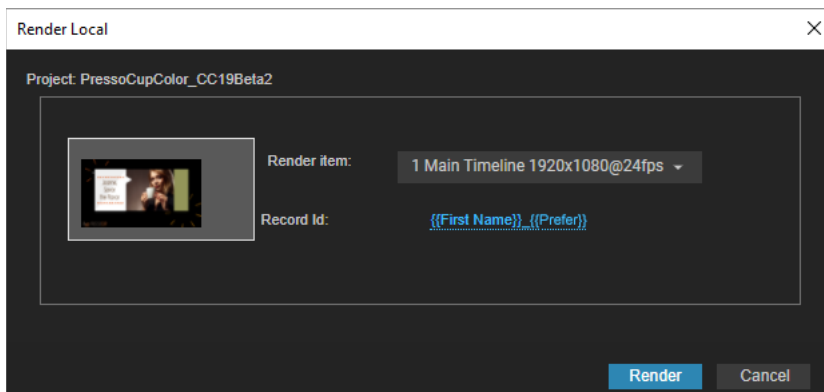 Render Local
Project: PressoCupColor_CC19Beta2
Render item:
1 Main Timeline 1920x1080@24fps
Record Id:
{{First Name}}_{{Prefer}}
Render
Cancel